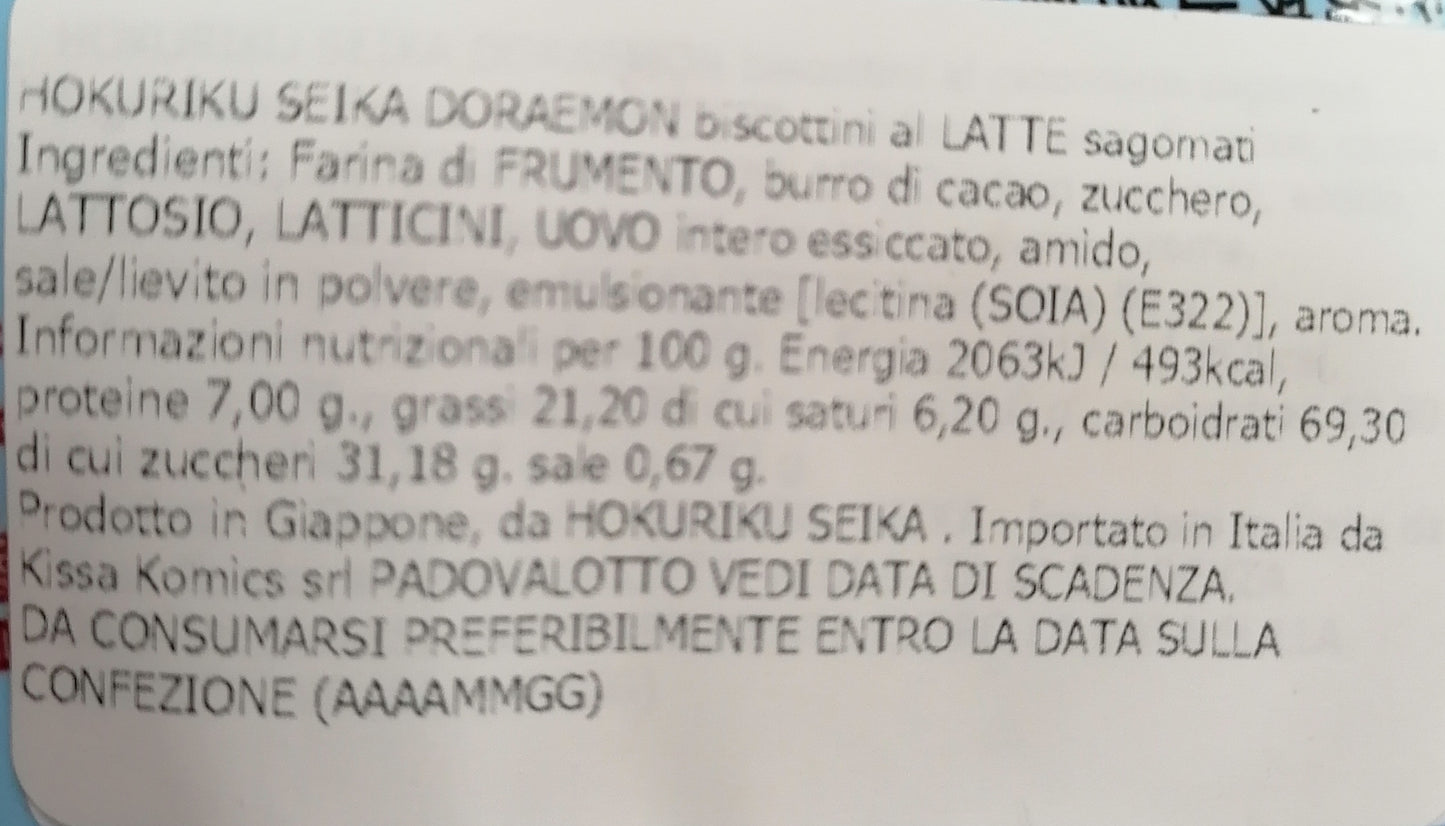 HOKURIKU SEIKA DORAEMON biscottini al LATTE sagomati
Ingredienti: Farina di FRUMENTO, burro di cacao, zucchero,
LATTOSIO, LATTICINI, UOVO intero essiccato, amido,
sale/lievito in polvere, emulsionante [lecitina (SOIA) (E322)], aroma.
Informazioni nutrizionali per 100 g. Energia 2063kJ / 493kcal,
proteine 7,00 g., grassi 21,20 di cui saturi 6,20 g., carboidrati 69,30
di cui zuccheri 31,18 g. sale 0,67 g.
Prodotto in Giappone, da HOKURIKU SEIKA . Importato in Italia da
Kissa Komics srl PADOVALOTTO VEDI DATA DI SCADENZA.
DA CONSUMARSI PREFERIBILMENTE ENTRO LA DATA SULLA
CONFEZIONE (AAAAMMGG)